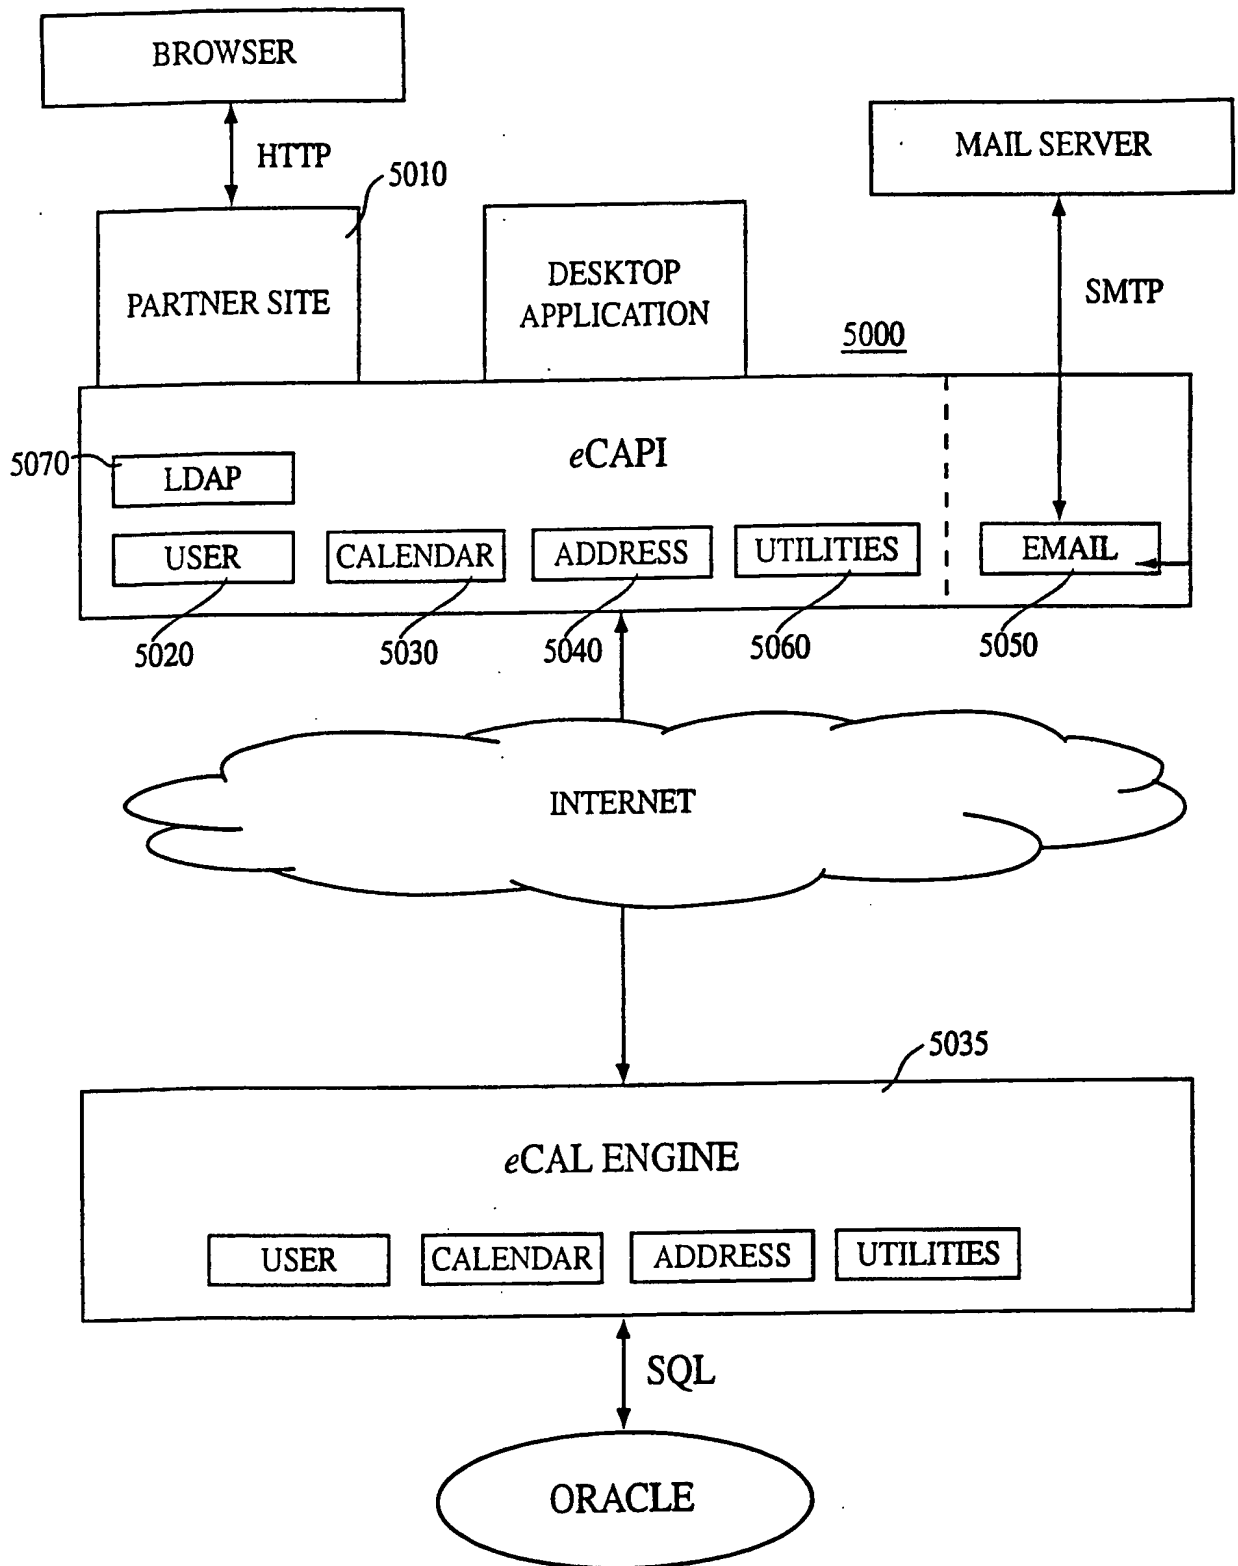 BROWSER
HTTP
MAIL SERVER
5010
PARTNER SITE
DESKTOP
APPLICATION
SMTP
5000
eCAPI
5070
LDAP
USER
CALENDAR
ADDRESS
UTILITIES
EMAIL
5020
5030
5040
5060
5050
INTERNET
5035
eCAL ENGINE
USER
CALENDAR
ADDRESS
UTILITIES
SQL
ORACLE